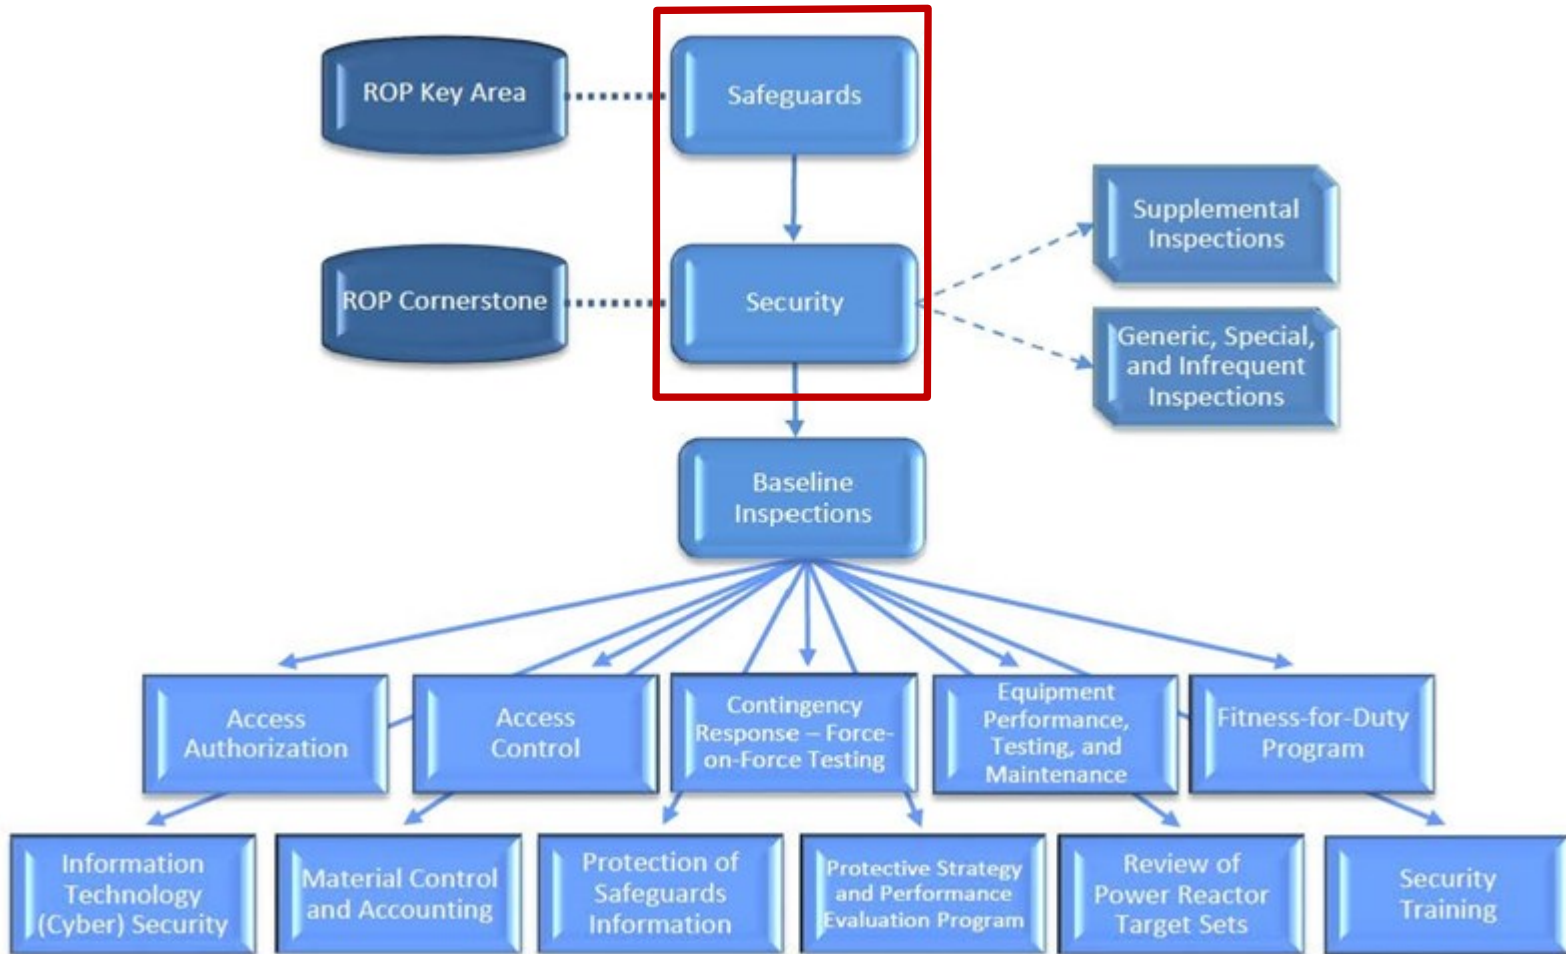 ROP Key Area
Safeguards
Supplemental
Inspections
ROP Cornerstone
Security
Generic, Special,
and Infrequent
Inspections
Baseline
Inspections
Access
Authorization
Access
Control
Contingency
Response – Force-
on-Force Testing
Equipment
Performance,
Testing, and
Maintenance
Fitness-for-Duty
Program
Information
Technology
(Cyber) Security
Material Control
and Accounting
Protection of
Safeguards
Information
Protective Strategy
and Performance
Evaluation Program
Review of
Power Reactor
Target Sets
Security
Training